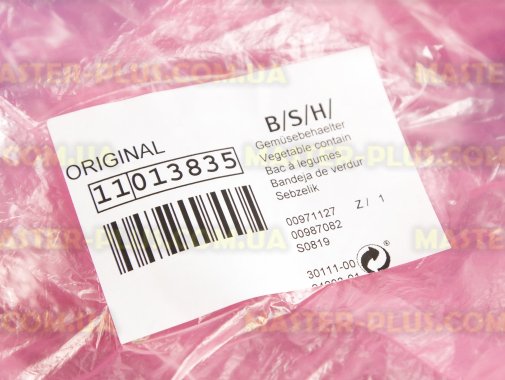 ORIGINAL
11013835
B/S/H/
Gemüsebehaelter
Vegetable contain
Bac à legumes
Bandeja de verdur
Sebzelik
00971127 Z / 1
00987082
S0819
30111-00
MASTER-PLUS.COM.UA